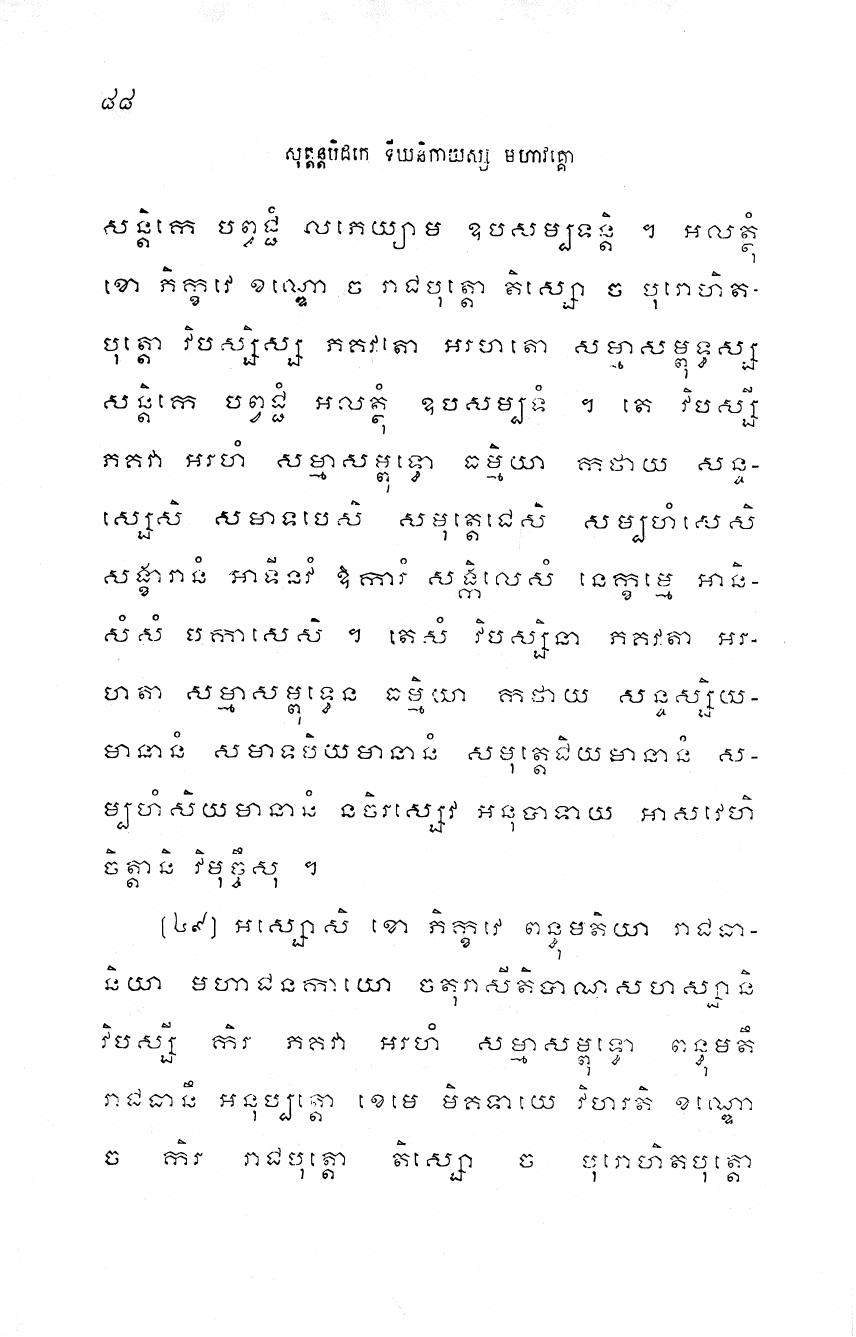 ៨៨
សុត្តន្តបិដកេ ទីឃនិកាយស្ស មហាវគ្គោ
សន្តិកេ បព្វជ្ជំ លភេយ្យាម ឧបសម្បទន្តិ ។ អលត្ថុំ
ខោ ភិក្ខវេ ខណ្ឌោ ច រាជបុត្តោ តិស្សោ ច បុរោហិត-
បុត្តោ វិបស្សិស្ស ភគវតោ អរហតោ សម្មាសម្ពុទ្ធស្ស
សន្តិកេ បព្វជ្ជំ អលត្ថុំ ឧបសម្បទំ ។ តេ វិបស្សី
ភគវា អរហំ សម្មាសម្ពុទ្ធោ ធម្មិយា កថាយ សន្ទ-
ស្សេសិ សមាទបេសិ សមុត្តេជេសិ សម្បហំសេសិ
សង្ខារានំ អាទីនវំ ឱការំ សង្កិលេសំ នេក្ខម្មេ អានិ-
សំសំ បកាសេសិ ។ តេសំ វិបស្សិនា ភគវតា អរ-
ហតា សម្មាសម្ពុទ្ធេន ធម្មិយា កថាយ សន្ទស្សិយ-
មានានំ សមាទបិយមានានំ សមុត្តេជិយមានានំ ស-
ម្បហំសិយមានានំ នចិរស្សេវ អនុបាទាយ អាសវេហិ
ចិត្តានិ វិមុច្ចឹសុ ។
[៤៩] អស្សោសិ ខោ ភិក្ខវេ ពន្ធុមតិយា រាជធា-
និយា មហាជនកាយោ ចតុរាសីតិបាណសហស្សានិ
វិបស្សី កិរ ភគវា អរហំ សម្មាសម្ពុទ្ធោ ពន្ធុមតឹ
រាជធានឹ អនុប្បត្តោ ខេមេ មិគទាយេ វិហរតិ ខណ្ឌោ
ច កិរ រាជបុត្តោ តិស្សោ ច បុរោហិតបុត្តោ